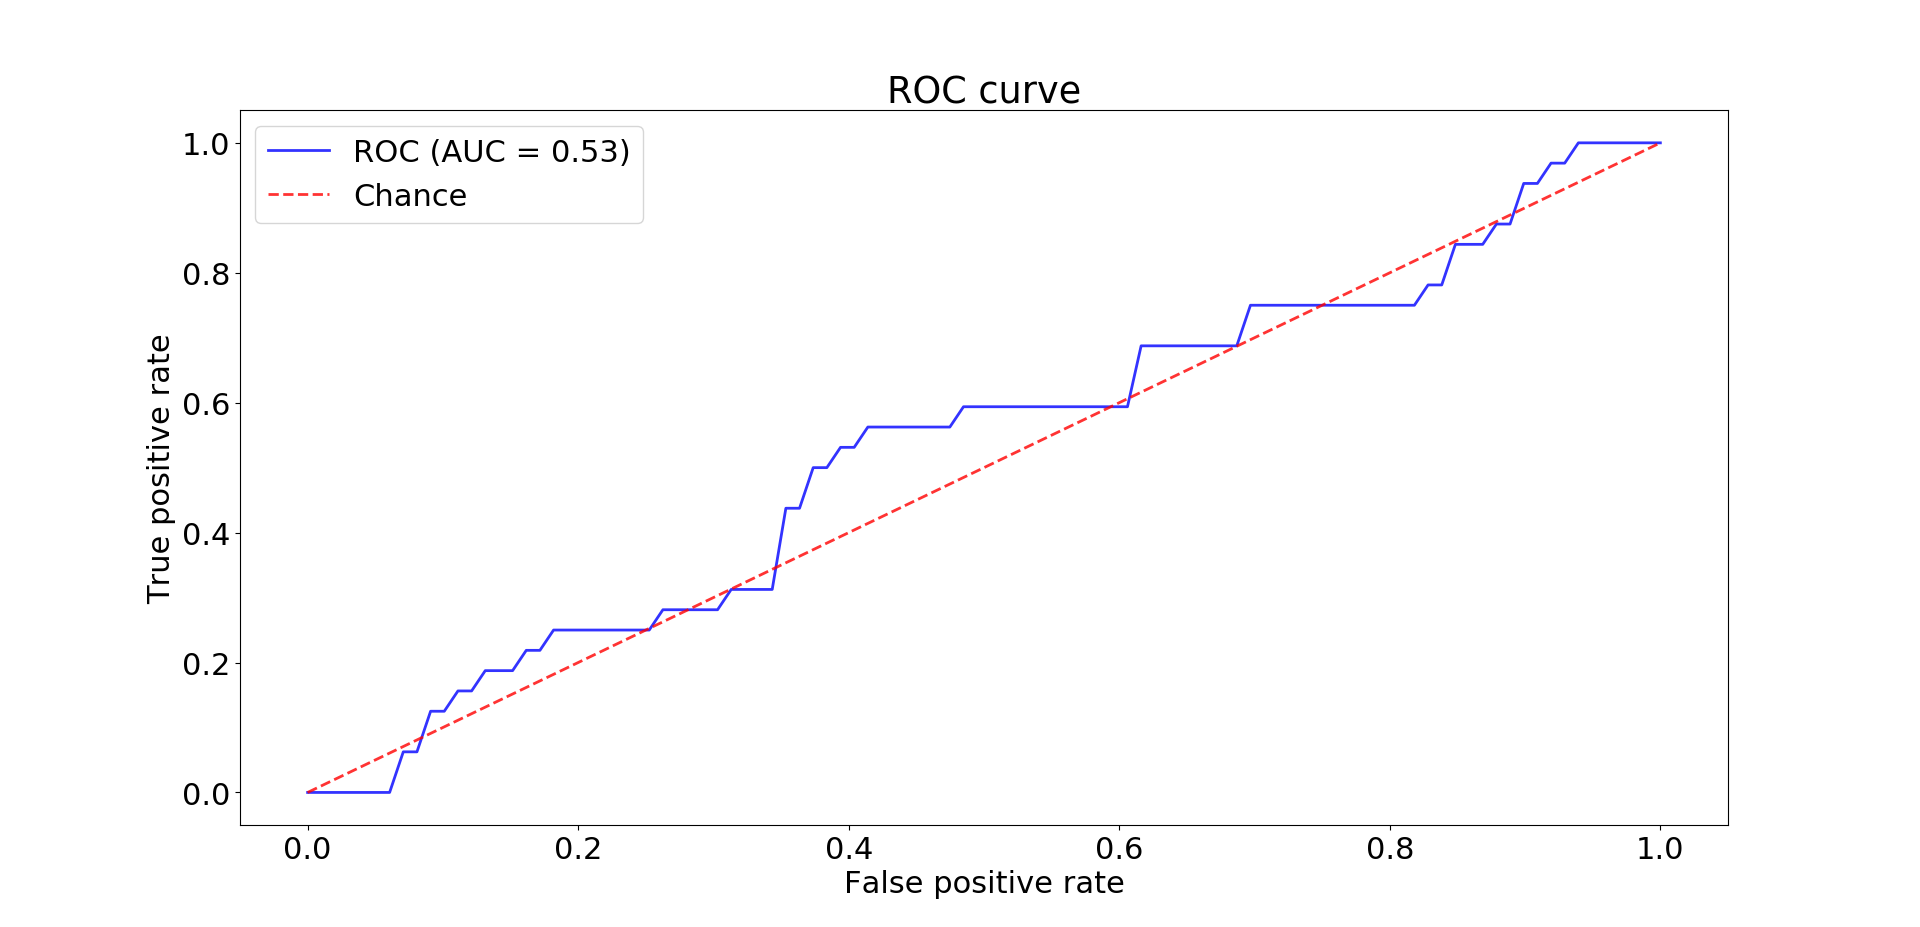 ROC curve
ROC (AUC = 0.53)
Chance
True positive rate
1.0
0.8
0.6
0.4
0.2
0.0
0.0 0.2 0.4 0.6 0.8 1.0
False positive rate